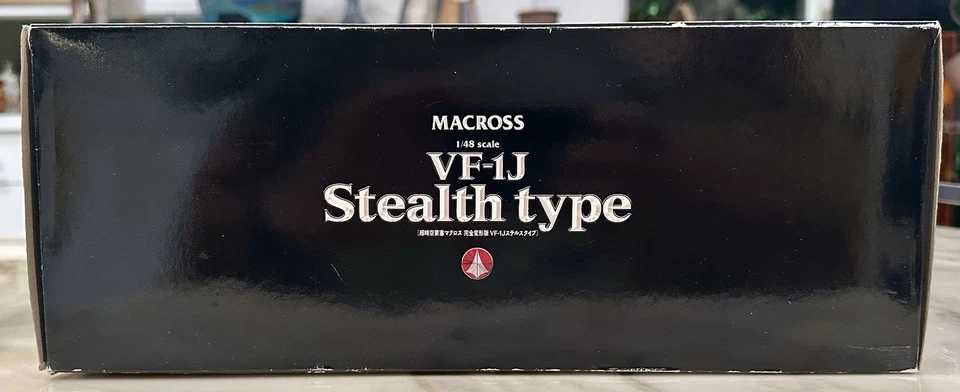 MACROSS
1/48 scale
VF-1J
Stealth type
[超時空要塞マクロス 完全変形版 VF-1Jステルスタイプ]